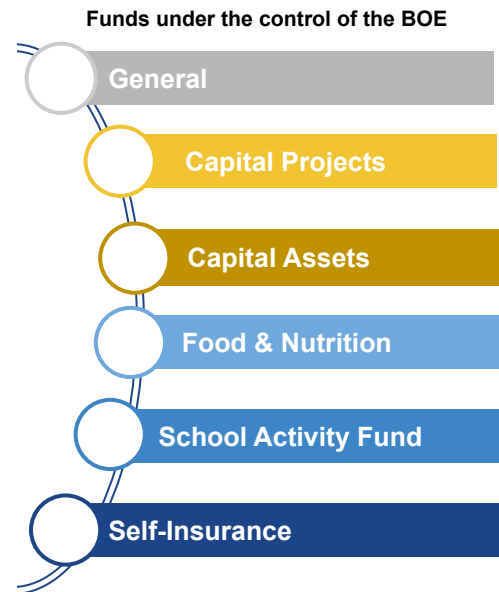 Funds under the control of the BOE
General
Capital Projects
Capital Assets
Food & Nutrition
School Activity Fund
Self-Insurance